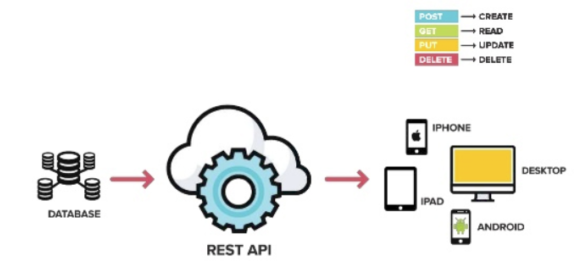 POST → CREATE
GET → READ
PUT → UPDATE
DELETE → DELETE
IPHONE
DESKTOP
IPAD
DATABASE
ANDROID
REST API